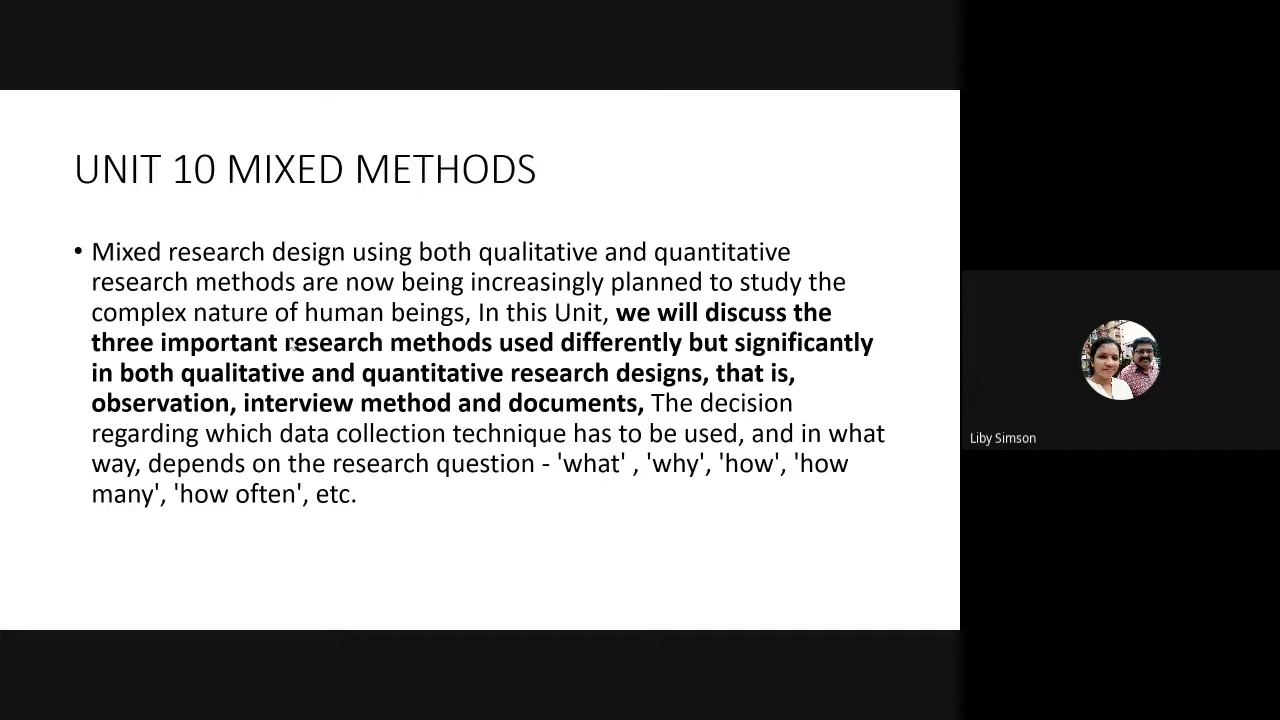 UNIT 10 MIXED METHODS
• Mixed research design using both qualitative and quantitative
research methods are now being increasingly planned to study the
complex nature of human beings, In this Unit, we will discuss the
three important research methods used differently but significantly
in both qualitative and quantitative research designs, that is,
observation, interview method and documents, The decision
regarding which data collection technique has to be used, and in what
way, depends on the research question - 'what' , 'why', 'how', 'how
many', 'how often', etc.
Liby Simson